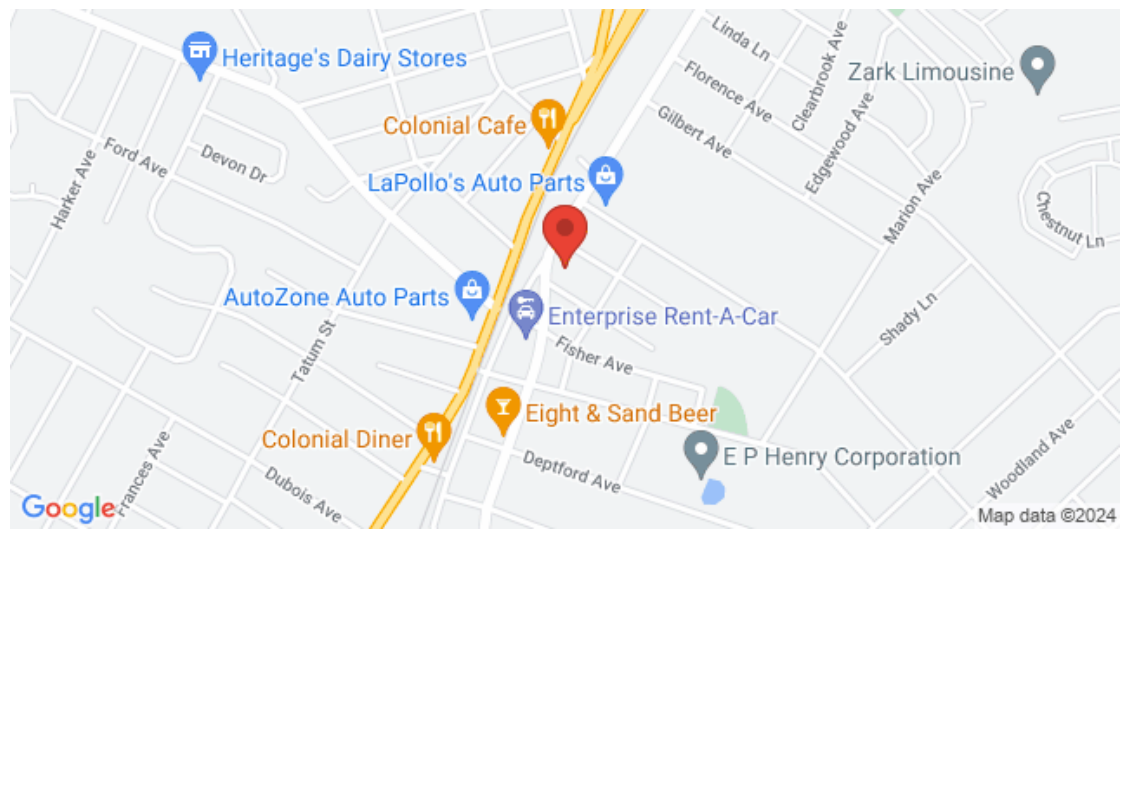 Linda Ln
Heritage's Dairy Stores
Clearbrook Ave
Zark Limousine
Florence Ave
Colonial Cafe
Gilbert Ave
Edgewood Ave
Ford Ave
Devon Dr
Harker Ave
LaPollo's Auto Parts
Marion Ave
Chestnut Ln
AutoZone Auto Parts
Enterprise Rent-A-Car
Shady Ln
Tatum St
Fisher Ave
Eight & Sand Beer
Colonial Diner
E P Henry Corporation
Woodland Ave
Frances Ave
Deptford Ave
Dubois Ave
Google
Map data ©2024